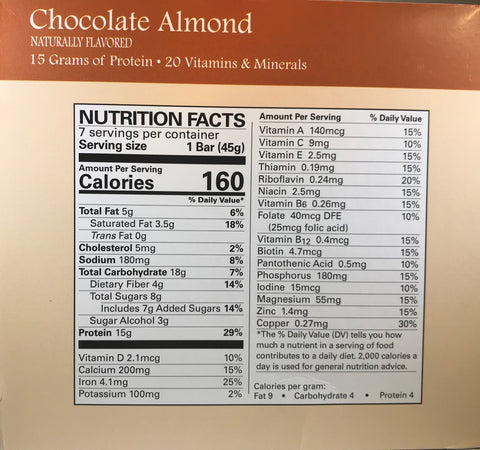 Chocolate Almond
NATURALLY FLAVORED
15 Grams of Protein • 20 Vitamins & Minerals
NUTRITION FACTS
7 servings per container
Serving size 1 Bar (45g)
Amount Per Serving
Calories 160
% Daily Value*
Total Fat 5g 6%
Saturated Fat 3.5g 18%
Trans Fat 0g
Cholesterol 5mg 2%
Sodium 180mg 8%
Total Carbohydrate 18g 7%
Dietary Fiber 4g 14%
Total Sugars 8g
Includes 7g Added Sugars 14%
Sugar Alcohol 3g
Protein 15g 29%
Vitamin D 2.1mcg 10%
Calcium 200mg 15%
Iron 4.1mg 25%
Potassium 100mg 2%
Amount Per Serving % Daily Value
Vitamin A 140mcg 15%
Vitamin C 9mg 10%
Vitamin E 2.5mg 15%
Thiamin 0.19mg 15%
Riboflavin 0.24mg 20%
Niacin 2.5mg 15%
Vitamin B6 0.26mg 15%
Folate 40mcg DFE 10%
(25mcg folic acid)
Vitamin B12 0.4mcg 15%
Biotin 4.7mcg 15%
Pantothenic Acid 0.5mg 10%
Phosphorus 180mg 15%
Iodine 15mcg 10%
Magnesium 55mg 15%
Zinc 1.4mg 15%
Copper 0.27mg 30%
*The % Daily Value (DV) tells you how
much a nutrient in a serving of food
contributes to a daily diet. 2,000 calories a
day is used for general nutrition advice.
Calories per gram:
Fat 9 • Carbohydrate 4 • Protein 4